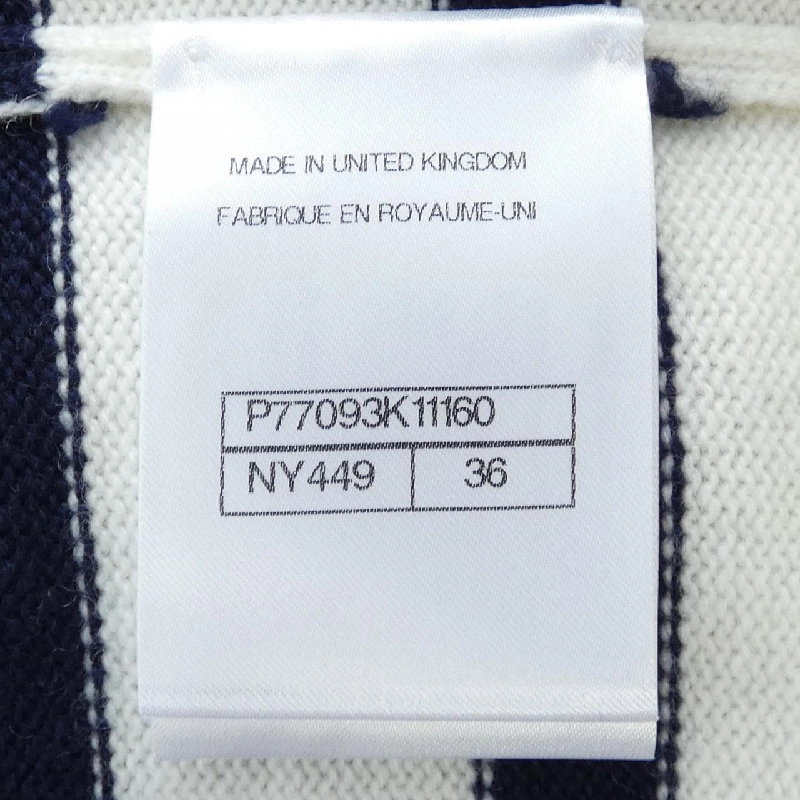 MADE IN UNITED KINGDOM
FABRIQUE EN ROYAUME-UNI
P77093K11160
NY449 36